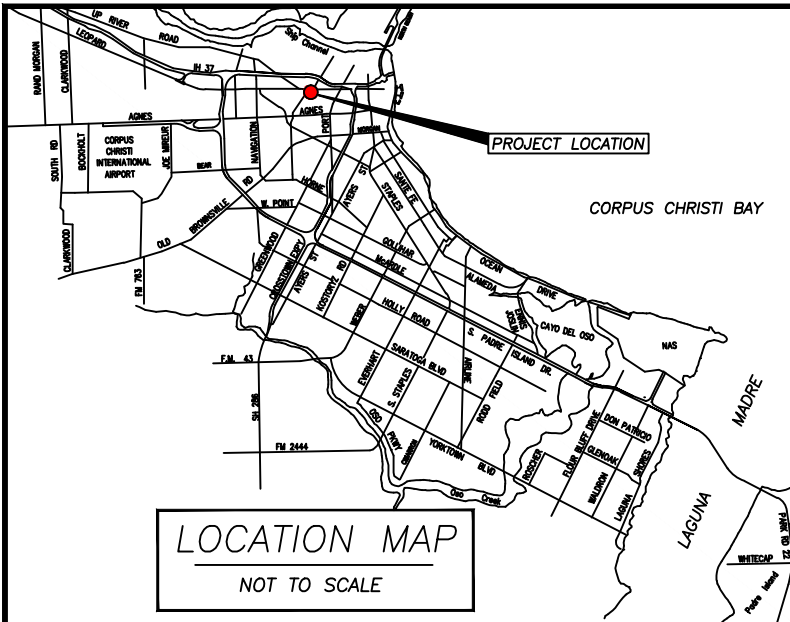 UP RIVER ROAD
LEOPARD
Ship Channel
IH 37
RAND MORGAN
CLARKWOOD
AGNES
AGNES
PORT
MORGAN
NAVIGATION
PROJECT LOCATION
SOUTH RD
BOCKHOLT
CORPUS
CHRISTI
INTERNATIONAL
AIRPORT
JOE MIREUR
BEAR
HORNE
AYERS ST
STAPLES
SANTE FE
CORPUS CHRISTI BAY
W. POINT
OLD BROWNSVILLE RD
CLARKWOOD
FM 763
GREENWOOD
CROSSTOWN EXPY
AYERS ST
KOSTORYZ RD
GOLLIHAR
McARDLE
OCEAN DRIVE
ALAMEDA
ENNIS JOSLIN
CAYO DEL OSO
NAS
WEBER
HOLLY ROAD
S. PADRE ISLAND DR.
F.M. 43
SH 286
EVERHART
SARATOGA BLVD
S. STAPLES
AIRLINE
RODD FIELD
FM 2444
OSO PKWY
CIMARRON
YORKTOWN BLVD
Oso Creek
ROSCHER
FLOUR BLUFF DRIVE
DON PATRICIO
GLENOAK
WALDRON
LAGUNA SHORES
LAGUNA MADRE
PARK RD 22
WHITECAP
Padre Island
LOCATION MAP
NOT TO SCALE